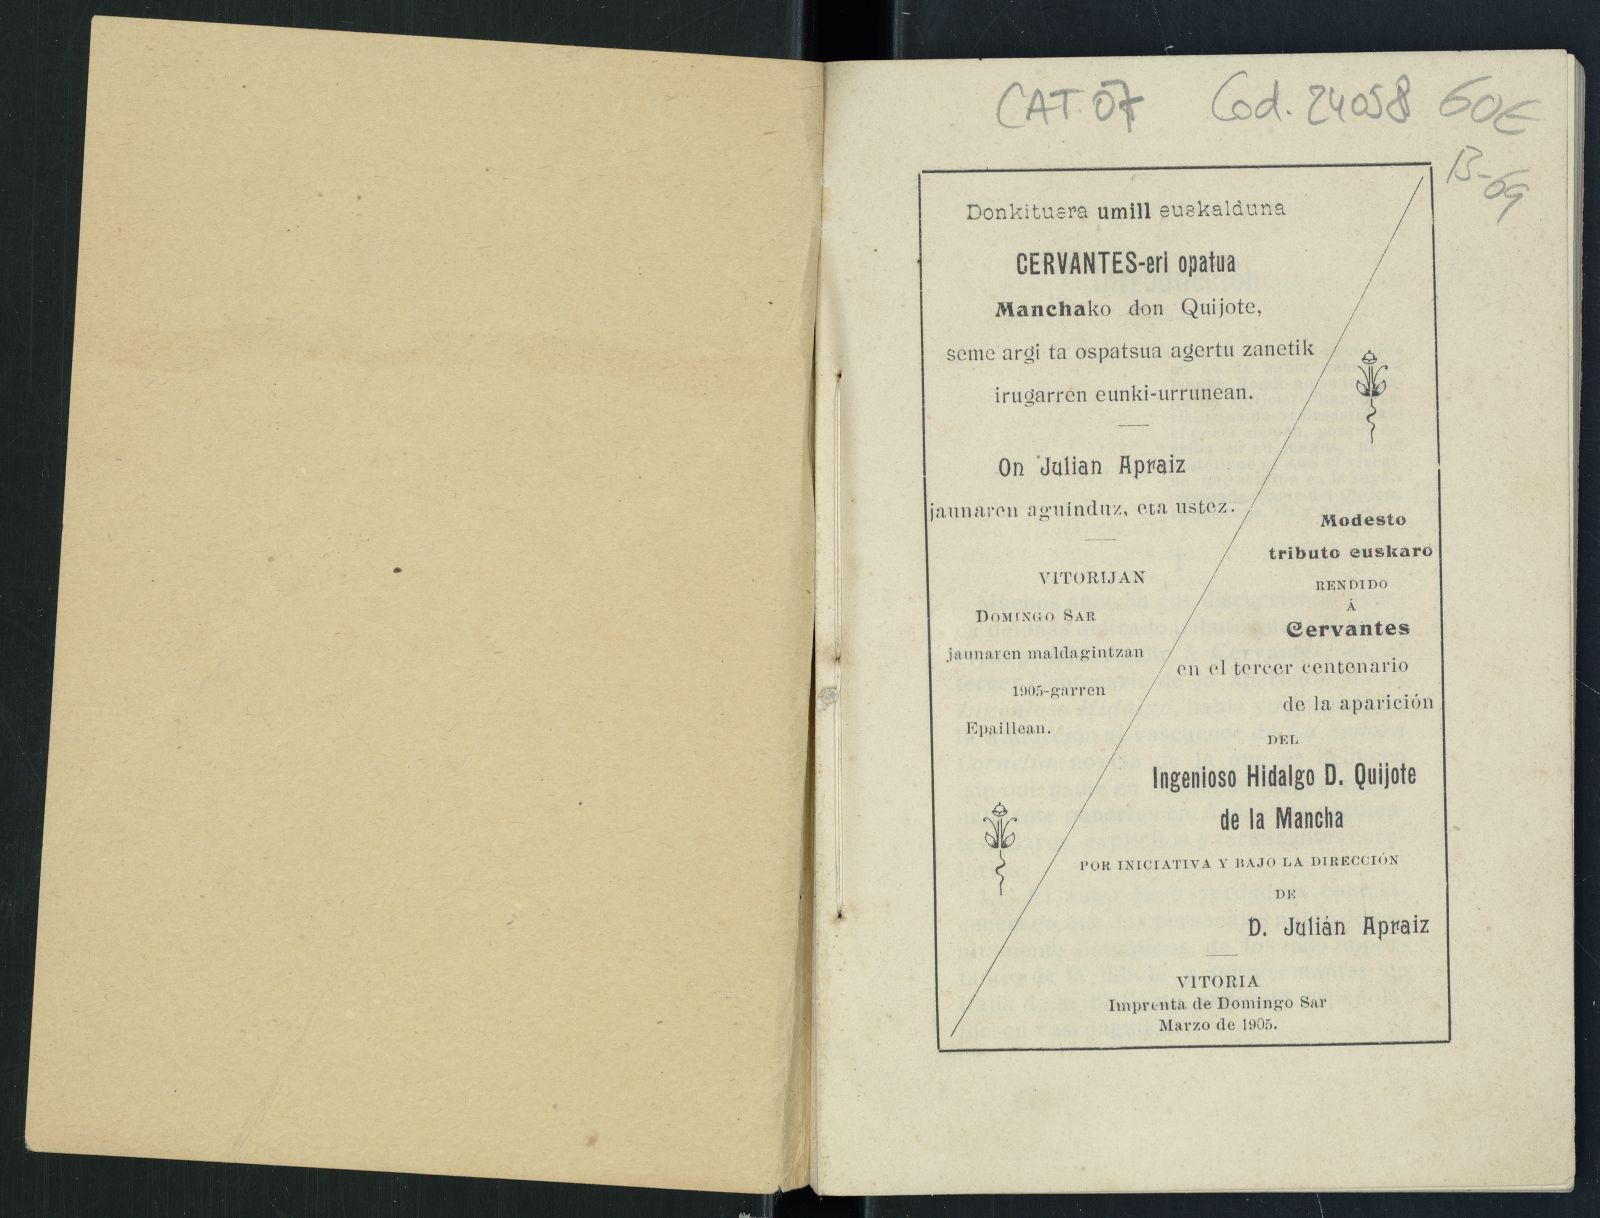 CAT 07 Cod. 24058 60€
B-69
Donkituera umill euskalduna
CERVANTES-eri opatua
Manchako don Quijote,
seme argi ta ospatsua agertu zanetik
irugarren eunki-urrunean.
On Julian Apraiz
jaunaren aguinduz, eta ustez.
VITORIJAN
DOMINGO SAR
jaunaren maldagintzan
1905-garren
Epaillean.
Modesto
tributo euskaro
RENDIDO
Á
Cervantes
en el tercer centenario
de la aparición
DEL
Ingenioso Hidalgo D. Quijote
de la Mancha
POR INICIATIVA Y BAJO LA DIRECCIÓN
DE
D. Julián Apraiz
VITORIA
Imprenta de Domingo Sar
Marzo de 1905.